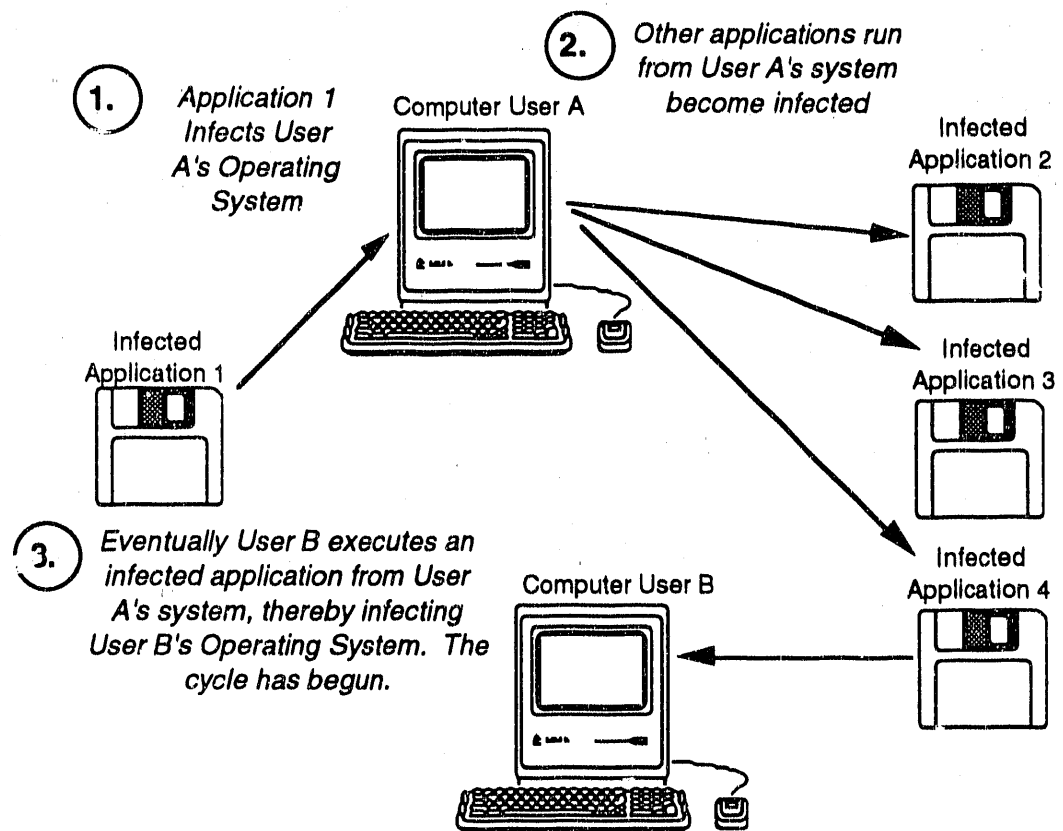 1.
Application 1
Infects User
A's Operating
System
Computer User A
2.
Other applications run
from User A's system
become infected
Infected
Application 2
Infected
Application 1
Infected
Application 3
3.
Eventually User B executes an
infected application from User
A's system, thereby infecting
User B's Operating System. The
cycle has begun.
Computer User B
Infected
Application 4